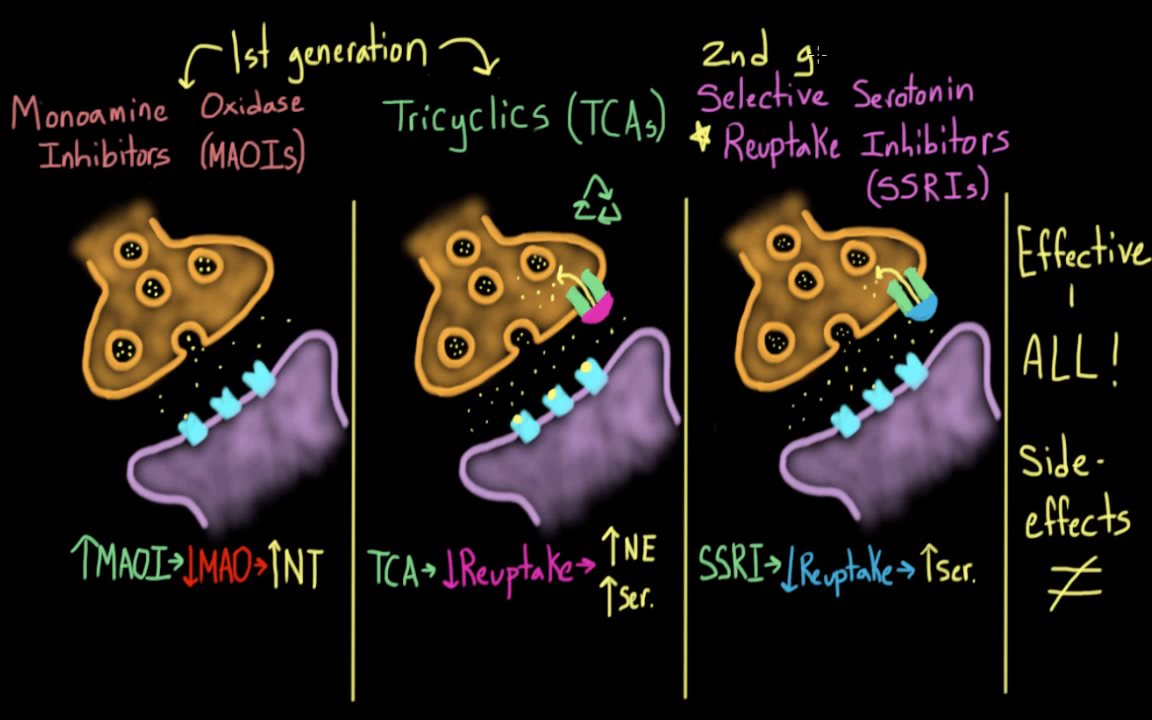 1st generation
Monoamine Oxidase
Inhibitors (MAOIs)
Tricyclics (TCAs)
2nd g
Selective Serotonin
Reuptake Inhibitors
(SSRIs)
↑MAOI→↓MAO→↑NT
TCA→↓Reuptake→↑NE
↑Ser.
SSRI→↓Reuptake→↑Ser.
Effective
-
ALL!
Side-
effects
≠